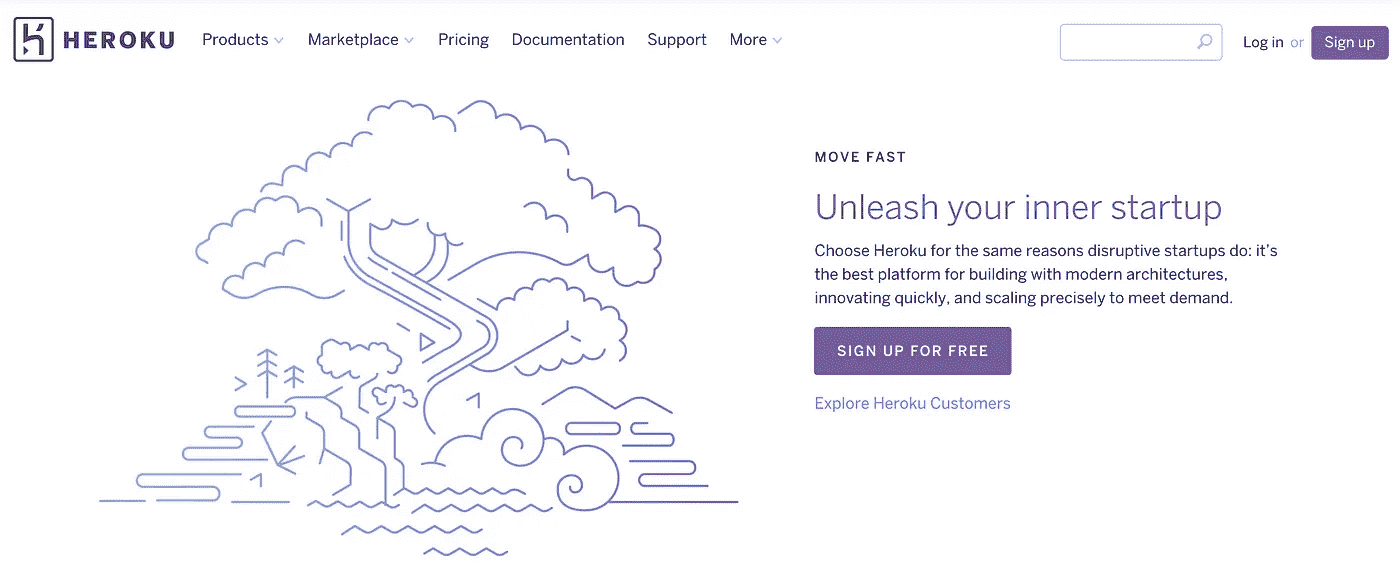 HEROKU Products Marketplace Pricing Documentation Support More Log in or Sign up
MOVE FAST
Unleash your inner startup
Choose Heroku for the same reasons disruptive startups do: it's
the best platform for building with modern architectures,
innovating quickly, and scaling precisely to meet demand.
SIGN UP FOR FREE
Explore Heroku Customers